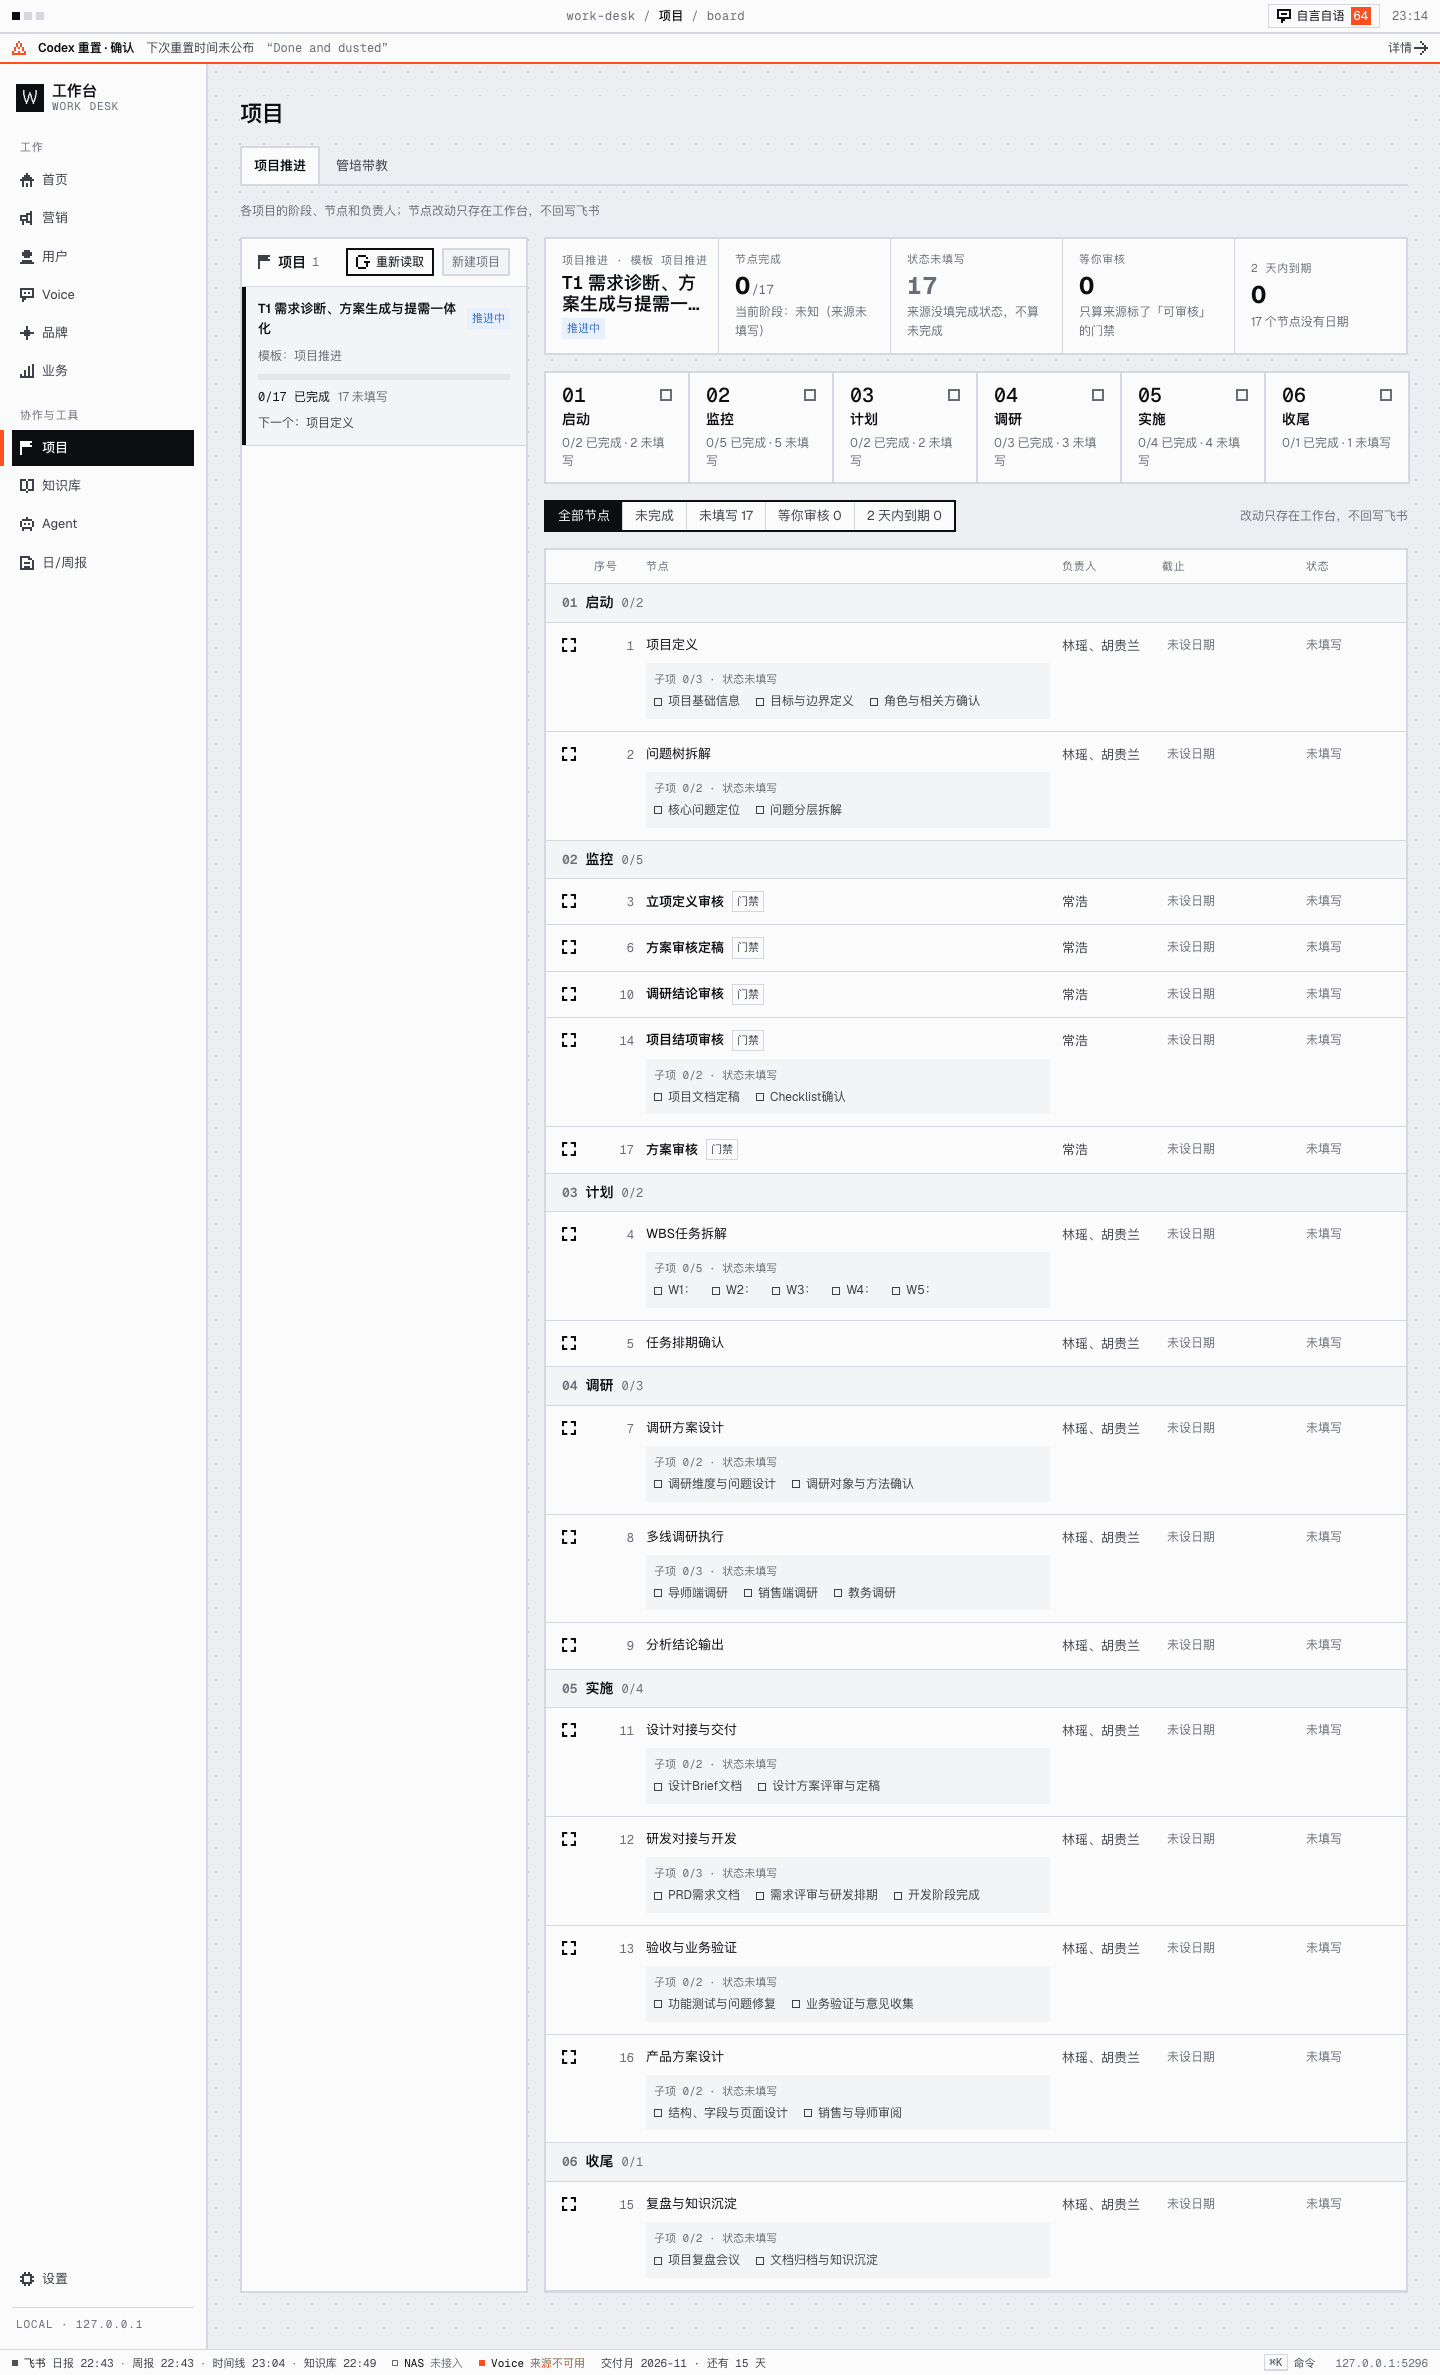 work-desk / 项目 / board
自言自语 64 23:14
Codex 重置·确认 下次重置时间未公布 “Done and dusted”
详情
W 工作台
WORK DESK
工作
首页
营销
用户
Voice
品牌
业务
协作与工具
项目
知识库
Agent
日/周报
设置
LOCAL · 127.0.0.1
项目
项目推进 管培带教
各项目的阶段、节点和负责人；节点改动只存在工作台，不回写飞书
项目 1 重新读取 新建项目
T1 需求诊断、方案生成与提需一体
化
推进中
模板：项目推进
0/17 已完成 17 未填写
下一个：项目定义
项目推进 · 模板 项目推进
T1 需求诊断、方
案生成与提需一…
推进中
节点完成
0/17
当前阶段：未知（来源未
填写）
状态未填写
17
来源没填完成状态，不算
未完成
等你审核
0
只算来源标了「可审核」
的门禁
2 天内到期
0
17 个节点没有日期
01
启动
0/2 已完成 · 2 未填
写
02
监控
0/5 已完成 · 5 未填
写
03
计划
0/2 已完成 · 2 未填
写
04
调研
0/3 已完成 · 3 未填
写
05
实施
0/4 已完成 · 4 未填
写
06
收尾
0/1 已完成 · 1 未填写
全部节点 未完成 未填写 17 等你审核 0 2 天内到期 0
改动只存在工作台，不回写飞书
序号 节点 负责人 截止 状态
01 启动 0/2
1 项目定义 林瑶、胡贵兰 未设日期 未填写
子项 0/3 · 状态未填写
项目基础信息 目标与边界定义 角色与相关方确认
2 问题树拆解 林瑶、胡贵兰 未设日期 未填写
子项 0/2 · 状态未填写
核心问题定位 问题分层拆解
02 监控 0/5
3 立项定义审核 门禁 常浩 未设日期 未填写
6 方案审核定稿 门禁 常浩 未设日期 未填写
10 调研结论审核 门禁 常浩 未设日期 未填写
14 项目结项审核 门禁 常浩 未设日期 未填写
子项 0/2 · 状态未填写
项目文档定稿 Checklist确认
17 方案审核 门禁 常浩 未设日期 未填写
03 计划 0/2
4 WBS任务拆解 林瑶、胡贵兰 未设日期 未填写
子项 0/5 · 状态未填写
W1： W2： W3： W4： W5：
5 任务排期确认 林瑶、胡贵兰 未设日期 未填写
04 调研 0/3
7 调研方案设计 林瑶、胡贵兰 未设日期 未填写
子项 0/2 · 状态未填写
调研维度与问题设计 调研对象与方法确认
8 多线调研执行 林瑶、胡贵兰 未设日期 未填写
子项 0/3 · 状态未填写
导师端调研 销售端调研 教务调研
9 分析结论输出 林瑶、胡贵兰 未设日期 未填写
05 实施 0/4
11 设计对接与交付 林瑶、胡贵兰 未设日期 未填写
子项 0/2 · 状态未填写
设计Brief文档 设计方案评审与定稿
12 研发对接与开发 林瑶、胡贵兰 未设日期 未填写
子项 0/3 · 状态未填写
PRD需求文档 需求评审与研发排期 开发阶段完成
13 验收与业务验证 林瑶、胡贵兰 未设日期 未填写
子项 0/2 · 状态未填写
功能测试与问题修复 业务验证与意见收集
16 产品方案设计 林瑶、胡贵兰 未设日期 未填写
子项 0/2 · 状态未填写
结构、字段与页面设计 销售与导师审阅
06 收尾 0/1
15 复盘与知识沉淀 林瑶、胡贵兰 未设日期 未填写
子项 0/2 · 状态未填写
项目复盘会议 文档归档与知识沉淀
飞书 日报 22:43 · 周报 22:43 · 时间线 23:04 · 知识库 22:49 NAS 未接入 Voice 来源不可用 交付月 2026-11 · 还有 15 天
⌘K 命令 127.0.0.1:5296